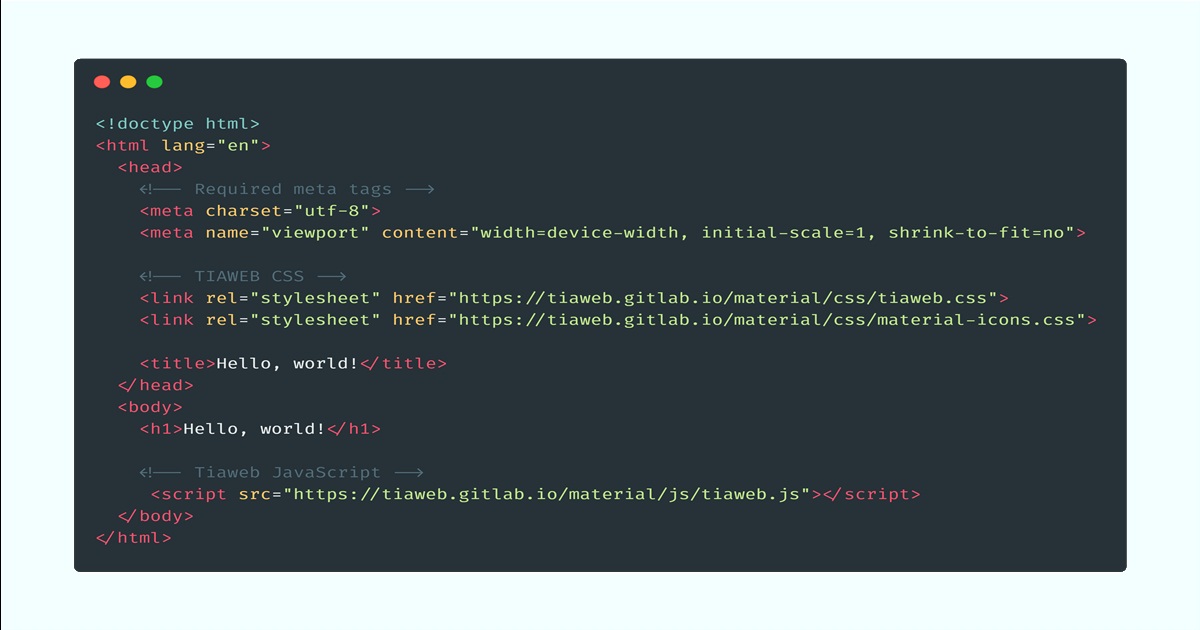 <!doctype html>
<html lang="en">
<head>
<!-- Required meta tags -->
<meta charset="utf-8">
<meta name="viewport" content="width=device-width, initial-scale=1, shrink-to-fit=no">
<!-- TIAWEB CSS -->
<link rel="stylesheet" href="https://tiaweb.gitlab.io/material/css/tiaweb.css">
<link rel="stylesheet" href="https://tiaweb.gitlab.io/material/css/material-icons.css">
<title>Hello, world!</title>
</head>
<body>
<h1>Hello, world!</h1>
<!-- Tiaweb JavaScript -->
<script src="https://tiaweb.gitlab.io/material/js/tiaweb.js"></script>
</body>
</html>